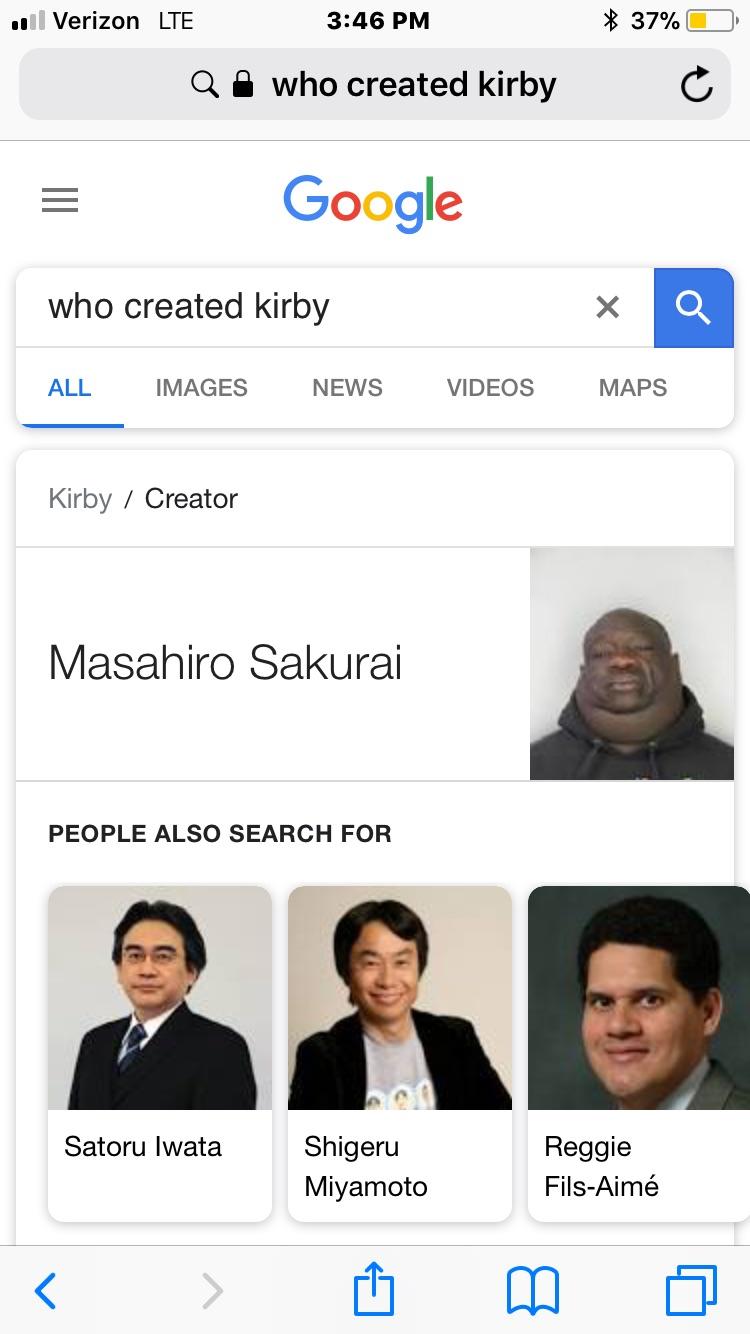 Verizon LTE 3:46 PM 37%
who created kirby
Google
who created kirby
ALL IMAGES NEWS VIDEOS MAPS
Kirby / Creator
Masahiro Sakurai
PEOPLE ALSO SEARCH FOR
Satoru Iwata
Shigeru
Miyamoto
Reggie
Fils-Aimé